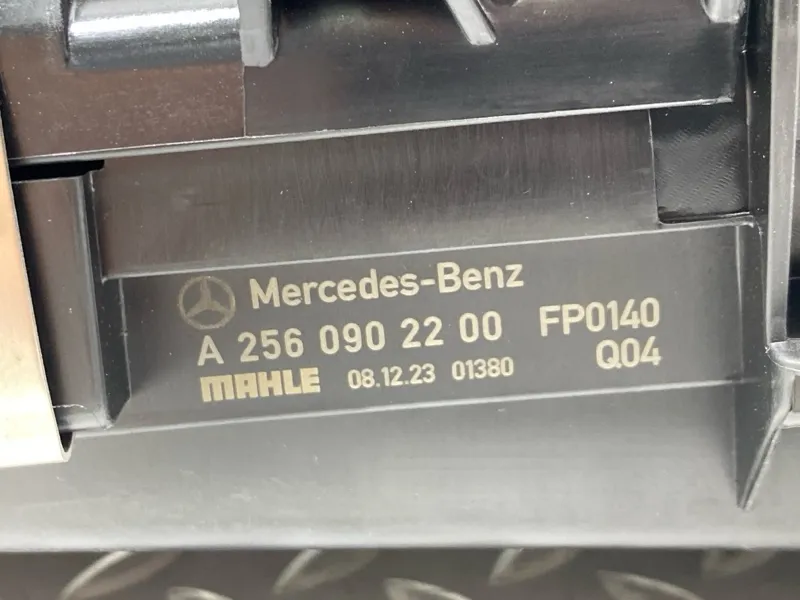 Mercedes-Benz
A 256 090 22 00 FP0140
MAHLE 08.12.23 01380 Q04